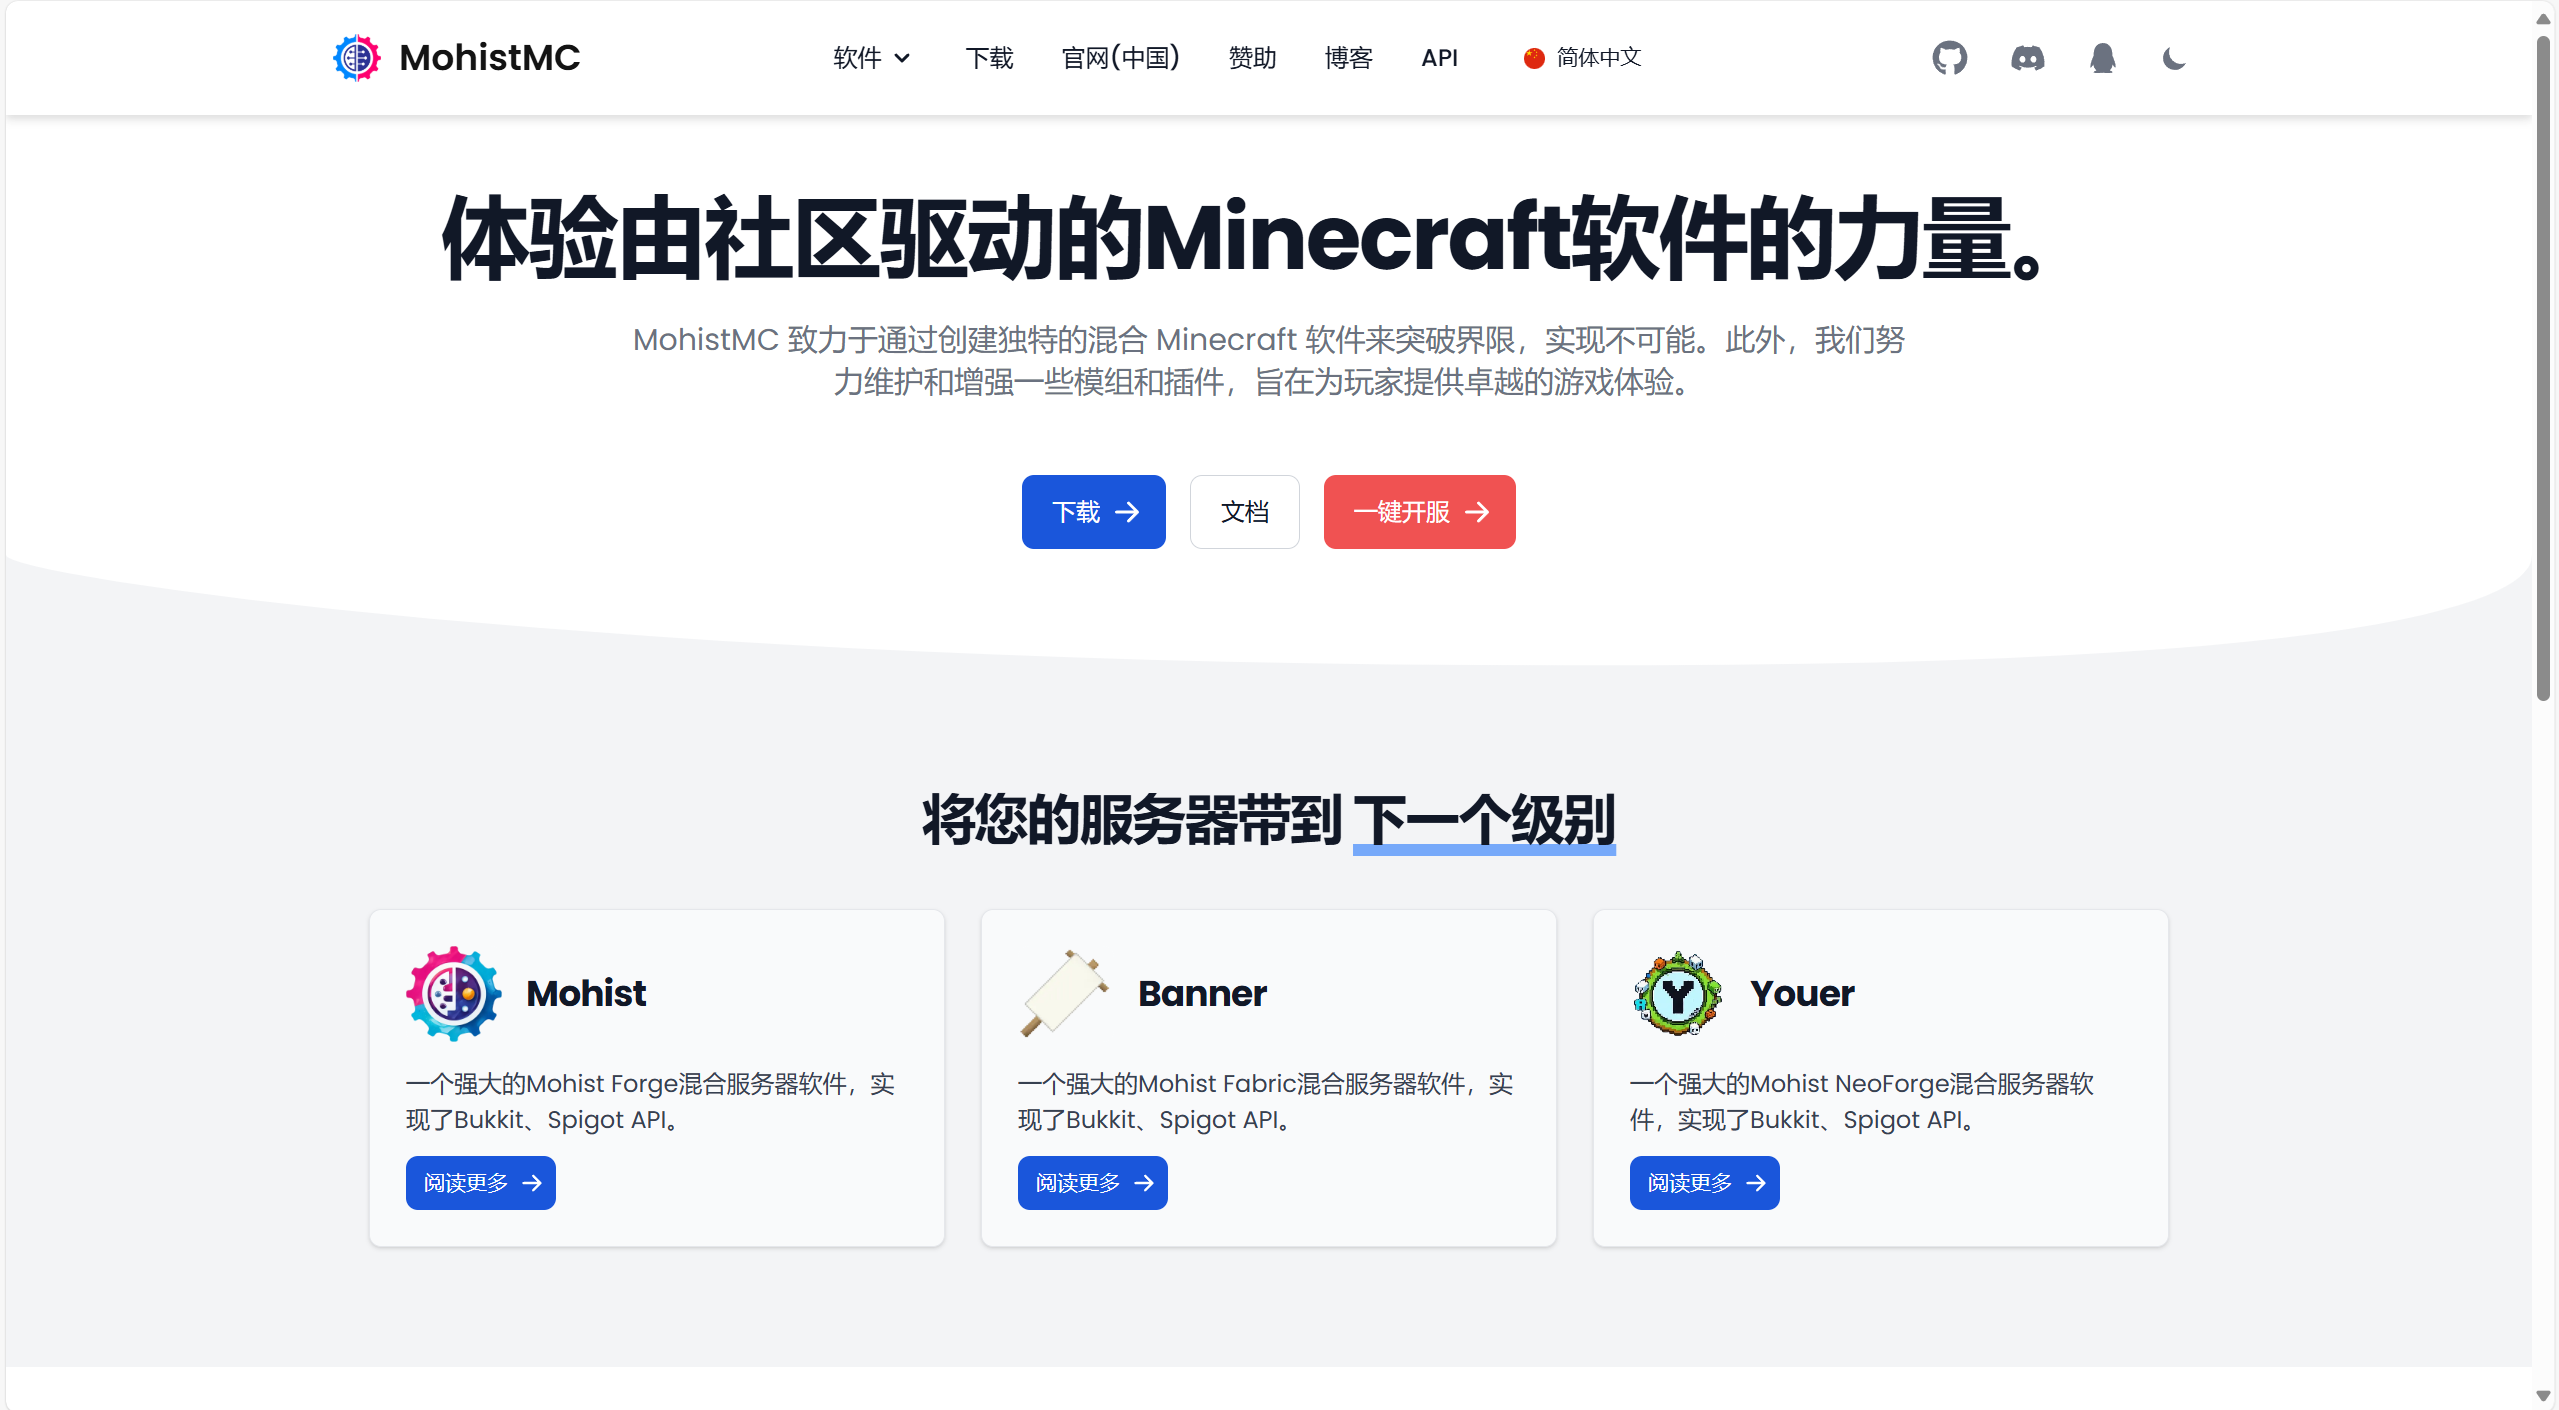 MohistMC
软件 下载 官网(中国) 赞助 博客 API 简体中文
体验由社区驱动的Minecraft软件的力量。
MohistMC 致力于通过创建独特的混合 Minecraft 软件来突破界限，实现不可能。此外，我们努
力维护和增强一些模组和插件，旨在为玩家提供卓越的游戏体验。
下载 文档 一键开服
将您的服务器带到 下一个级别
Mohist
一个强大的Mohist Forge混合服务器软件，实
现了Bukkit、Spigot API。
阅读更多
Banner
一个强大的Mohist Fabric混合服务器软件，实
现了Bukkit、Spigot API。
阅读更多
Y
Youer
一个强大的Mohist NeoForge混合服务器软
件，实现了Bukkit、Spigot API。
阅读更多